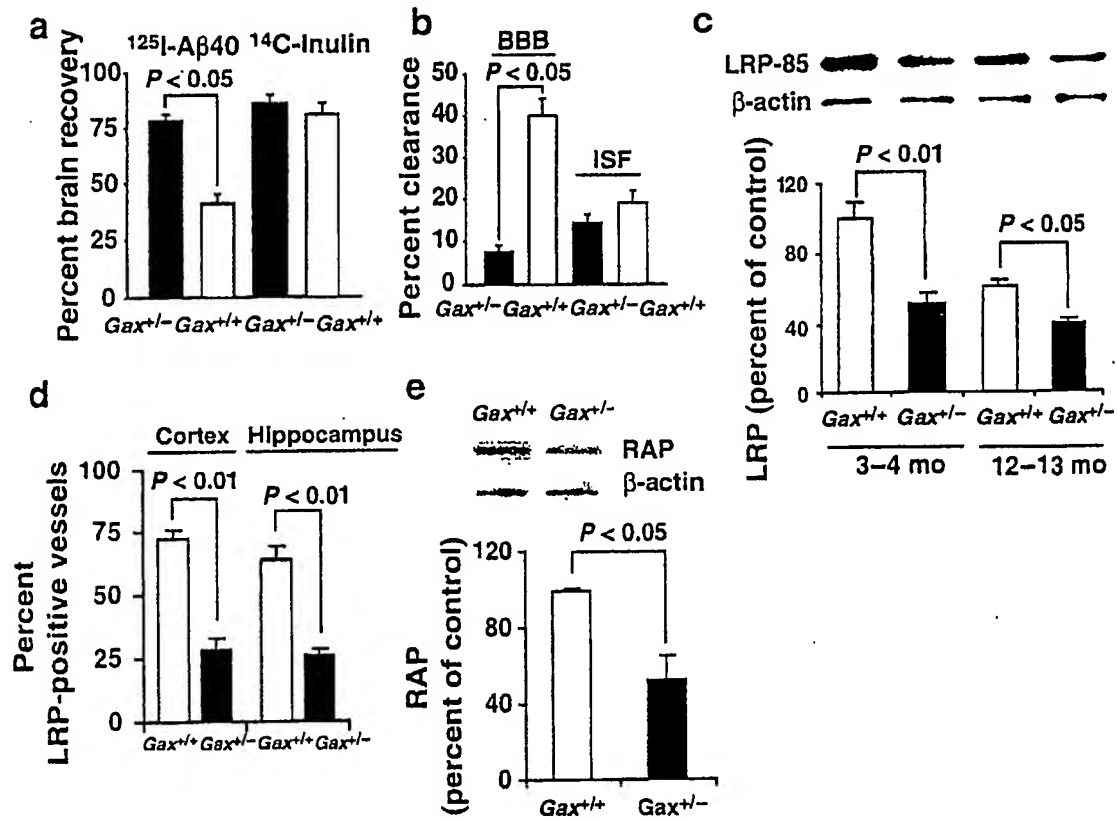 a
¹²⁵I-Aβ40 ¹⁴C-Inulin
Percent brain recovery
100
75
50
25
0
P < 0.05
Gax+/- Gax+/+ Gax+/- Gax+/+
b
BBB
Percent clearance
50
40
30
20
10
0
P < 0.05
ISF
Gax+/- Gax+/+ Gax+/- Gax+/+
c
LRP-85
β-actin
LRP (percent of control)
120
80
40
0
P < 0.01
P < 0.05
Gax+/+ Gax+/- Gax+/+ Gax+/-
3–4 mo 12–13 mo
d
Cortex Hippocampus
Percent
LRP-positive vessels
100
75
50
25
0
P < 0.01
P < 0.01
Gax+/+ Gax+/- Gax+/+ Gax+/-
e
Gax+/+ Gax+/-
RAP
β-actin
RAP
(percent of control)
120
80
40
0
P < 0.05
Gax+/+ Gax+/-